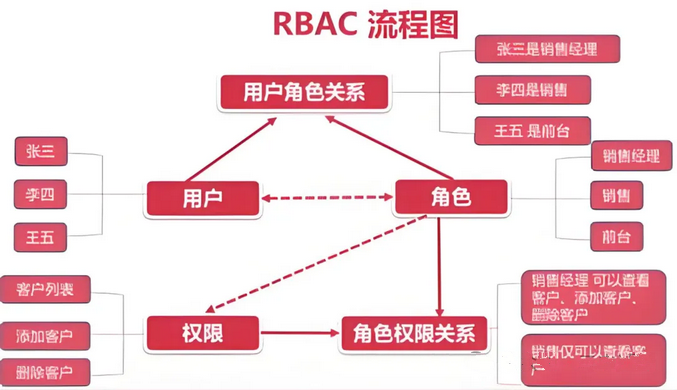 RBAC 流程图
张三是销售经理
用户角色关系
李四是销售
王五 是前台
张三
销售经理
李四
用户
角色
销售
王五
前台
客户列表
销售经理 可以查看
客户、添加客户、
删除客户
添加客户
权限
角色权限关系
销售仅可以查看客
户
删除客户